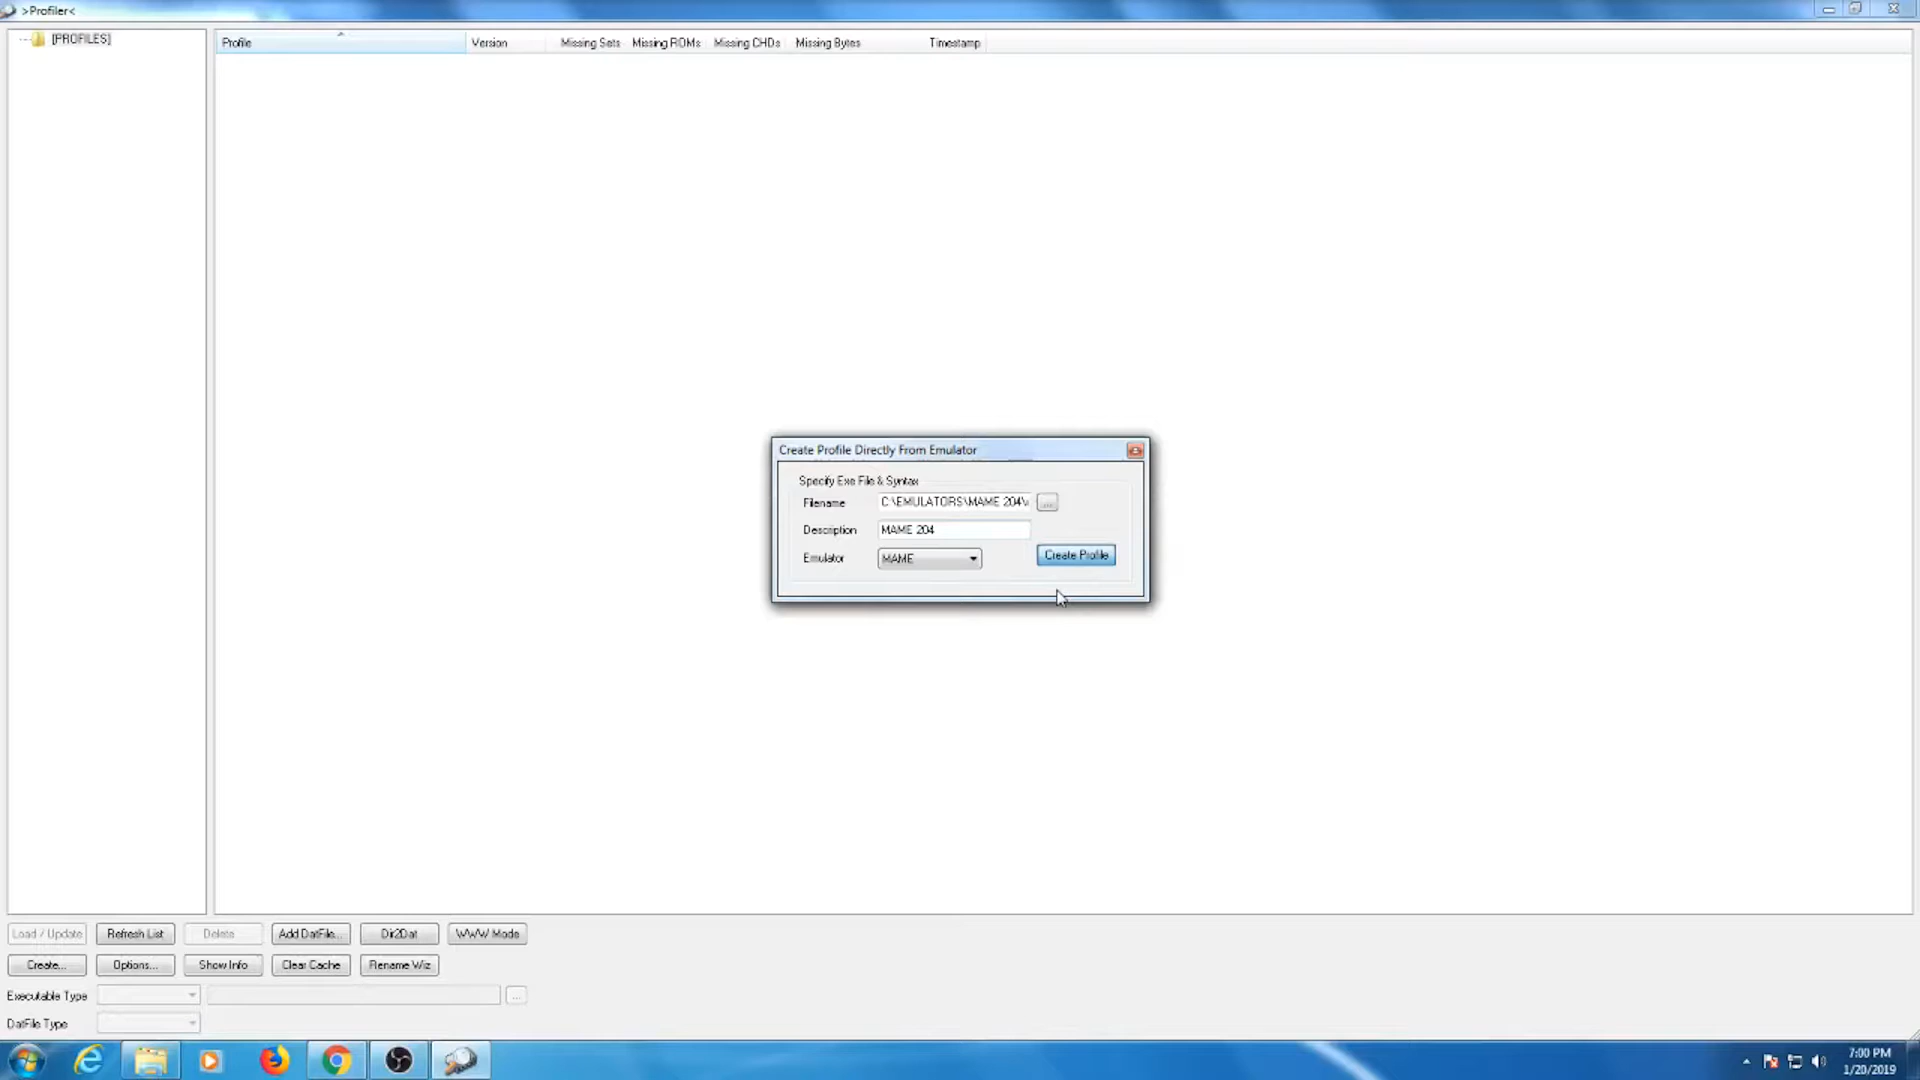 >Profiler<
[PROFILES]
Profile Version Missing Sets Missing ROMs Missing CHDs Missing Bytes Timestamp
Create Profile Directly From Emulator
Specify Exe File & Syntax
Filename C:\EMULATORS\MAME 204\ ...
Description MAME 204
Emulator MAME Create Profile
Load / Update Refresh List Delete Add DatFile... Dir2Dat WWW Mode
Create... Options... Show Info Clear Cache Rename Wiz
Executable Type ...
DatFile Type
7:00 PM
1/20/2019